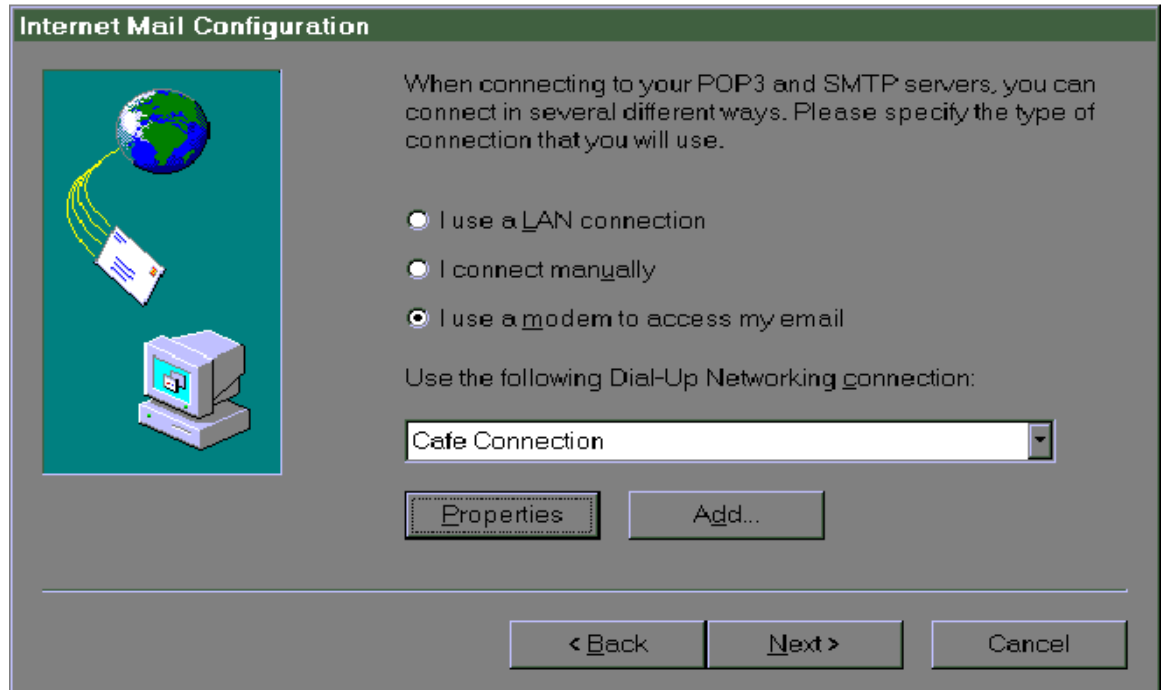 Internet Mail Configuration
When connecting to your POP3 and SMTP servers, you can
connect in several different ways. Please specify the type of
connection that you will use.
I use a LAN connection
I connect manually
I use a modem to access my email
Use the following Dial-Up Networking connection:
Cafe Connection
Properties Add...
< Back Next > Cancel